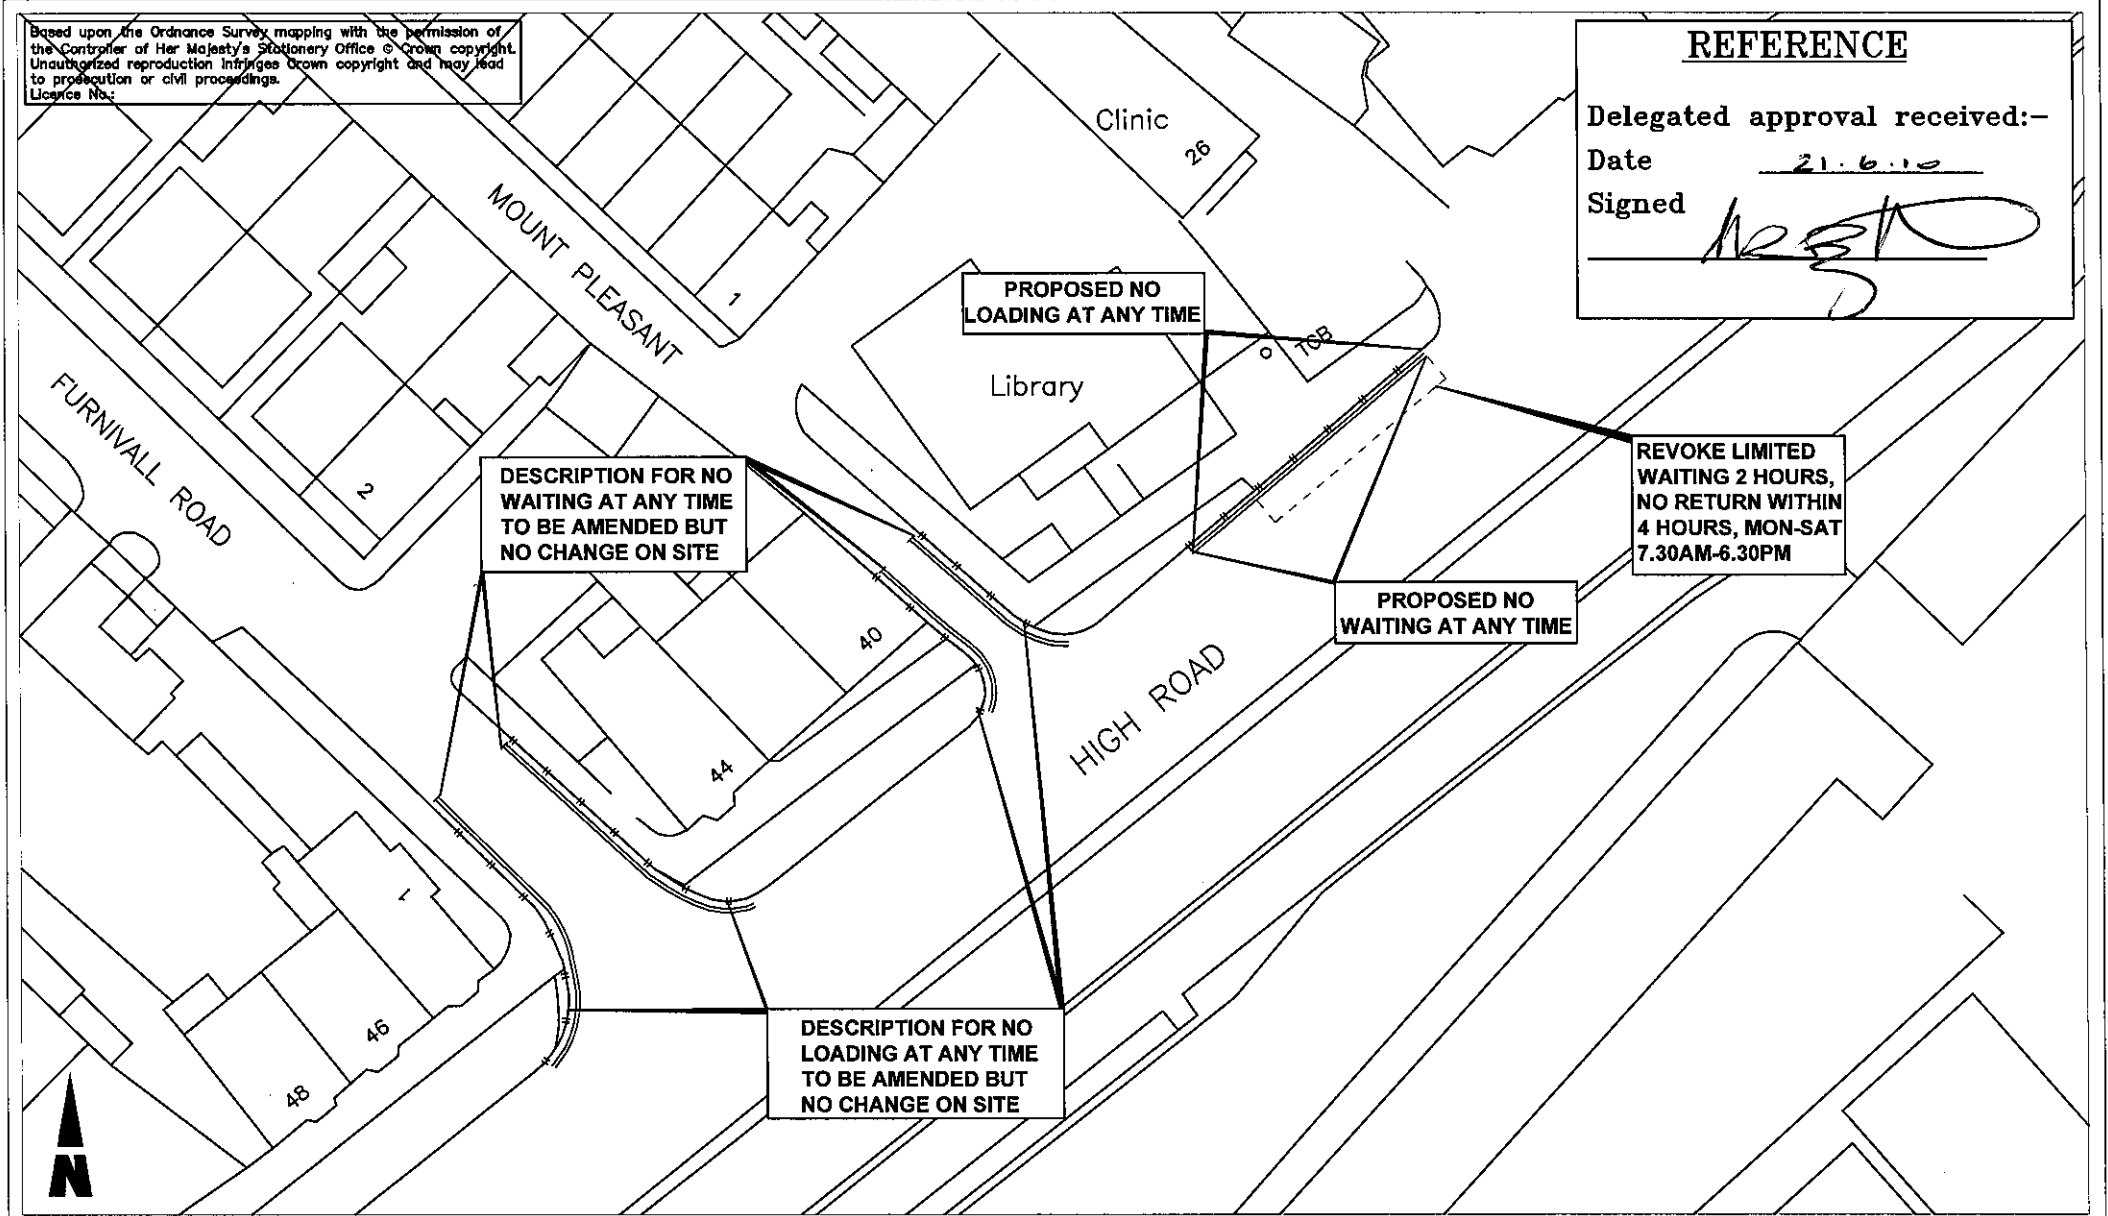 Based upon the Ordnance Survey mapping with the permission of
the Controller of Her Majesty's Stationery Office © Crown copyright.
Unauthorized reproduction infringes Crown copyright and may lead
to prosecution or civil proceedings.
Licence No.:
REFERENCE
Delegated approval received:-
Date 21.6.10
Signed
Clinic
26
MOUNT PLEASANT
1
PROPOSED NO
LOADING AT ANY TIME
TCB
Library
FURNIVALL ROAD
2
DESCRIPTION FOR NO
WAITING AT ANY TIME
TO BE AMENDED BUT
NO CHANGE ON SITE
REVOKE LIMITED
WAITING 2 HOURS,
NO RETURN WITHIN
4 HOURS, MON-SAT
7.30AM-6.30PM
PROPOSED NO
WAITING AT ANY TIME
40
HIGH ROAD
44
1
46
48
DESCRIPTION FOR NO
LOADING AT ANY TIME
TO BE AMENDED BUT
NO CHANGE ON SITE
N